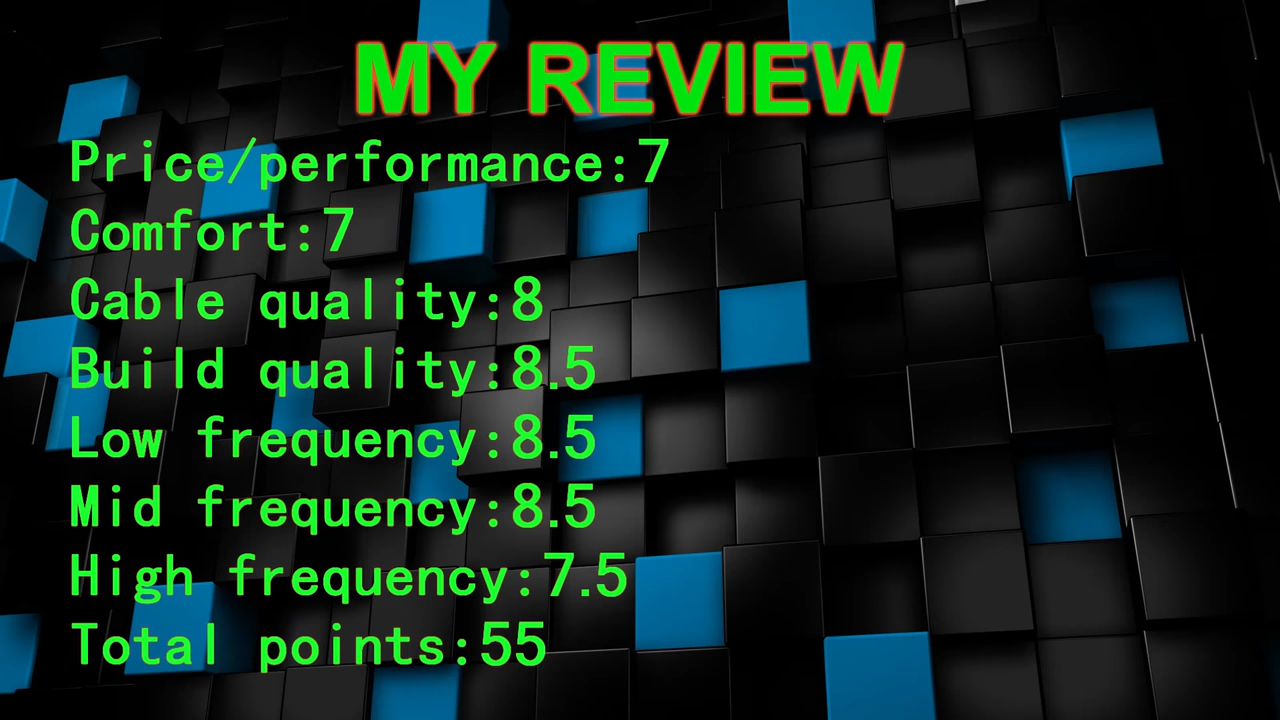 MY REVIEW
Price/performance:7
Comfort:7
Cable quality:8
Build quality:8.5
Low frequency:8.5
Mid frequency:8.5
High frequency:7.5
Total points:55